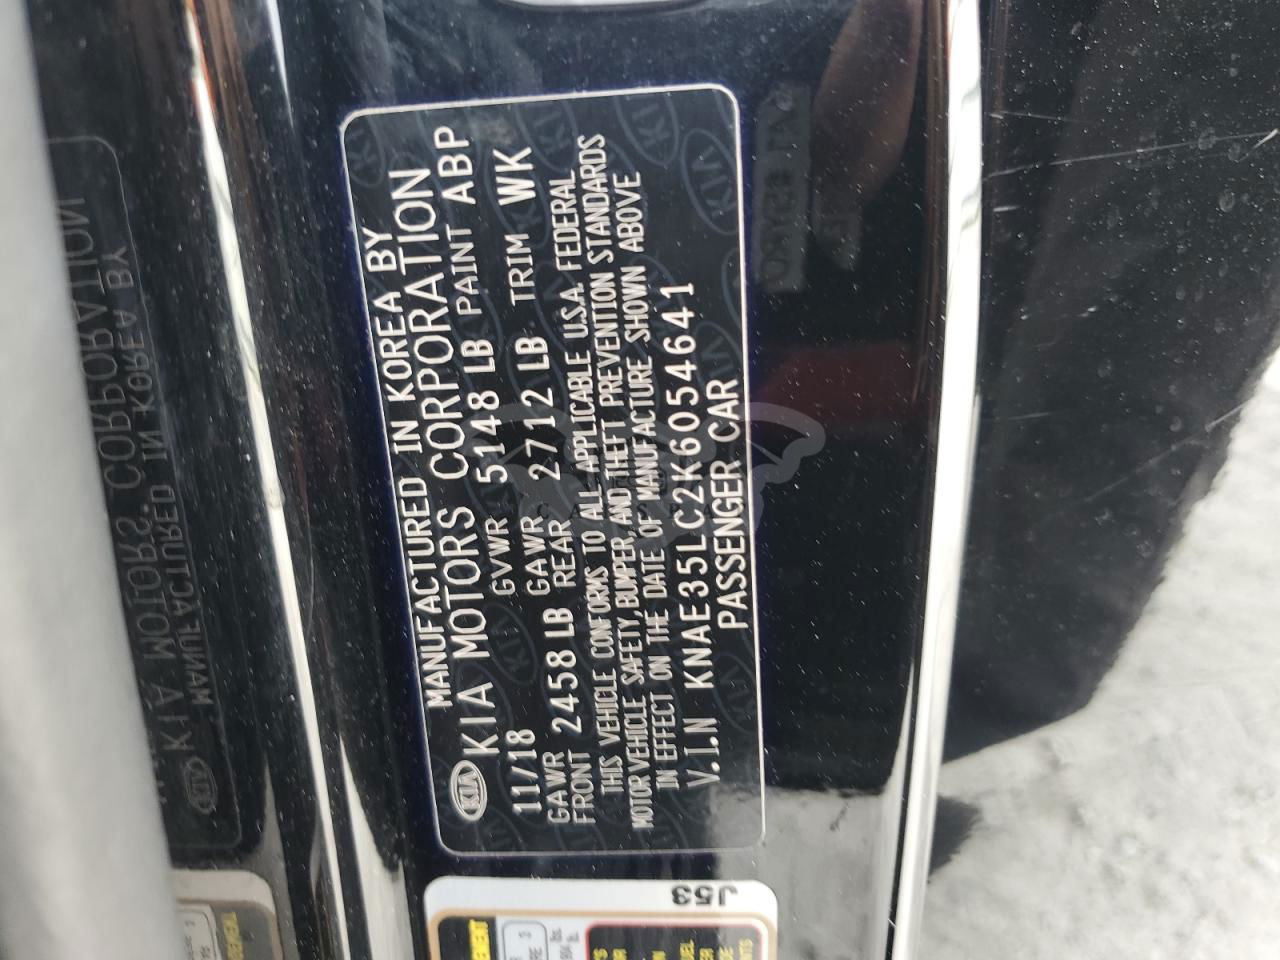 MANUFACTURED IN KOREA BY
KIA KIA MOTORS CORPORATION
11/18 GVWR 5148 LB PAINT ABP
GAWR FRONT 2458 LB GAWR REAR 2712 LB TRIM WK
THIS VEHICLE CONFORMS TO ALL APPLICABLE U.S.A. FEDERAL
MOTOR VEHICLE SAFETY, BUMPER, AND THEFT PREVENTION STANDARDS
IN EFFECT ON THE DATE OF MANUFACTURE SHOWN ABOVE
V.I.N KNAE35LC2K6054641
PASSENGER CAR
J53